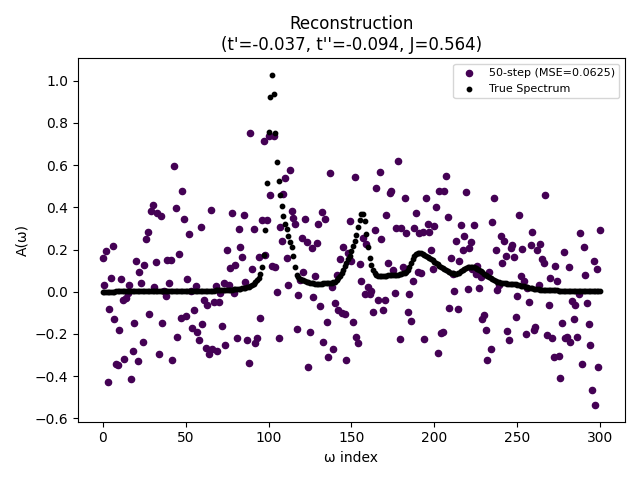 Reconstruction
(t'=-0.037, t''=-0.094, J=0.564)
50-step (MSE=0.0625)
True Spectrum
A(ω)
1.0
0.8
0.6
0.4
0.2
0.0
−0.2
−0.4
−0.6
0 50 100 150 200 250 300
ω index